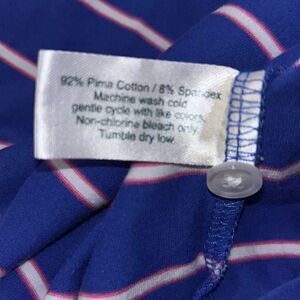 92% Pima Cotton / 8% Spandex
Machine wash cold
gentle cycle with like colors.
Non-chlorine bleach only.
Tumble dry low.